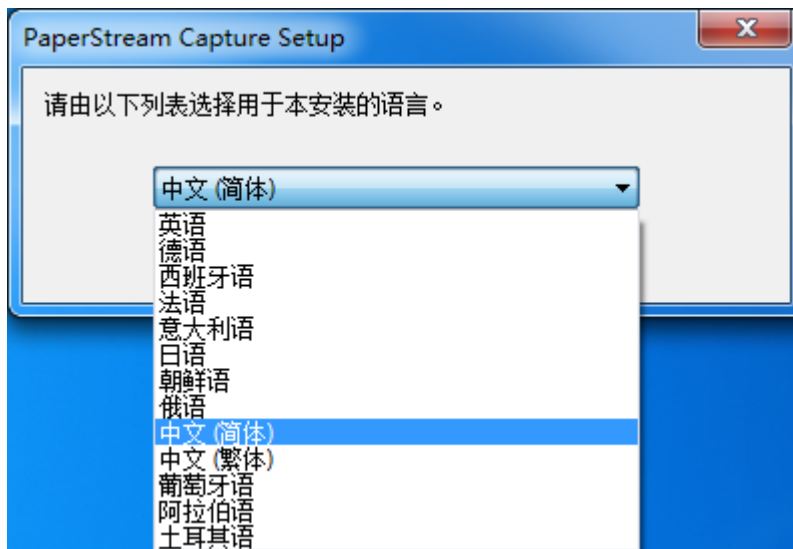 PaperStream Capture Setup
请由以下列表选择用于本安装的语言。
中文 (简体)
英语
德语
西班牙语
法语
意大利语
日语
朝鲜语
俄语
中文 (简体)
中文 (繁体)
葡萄牙语
阿拉伯语
土耳其语